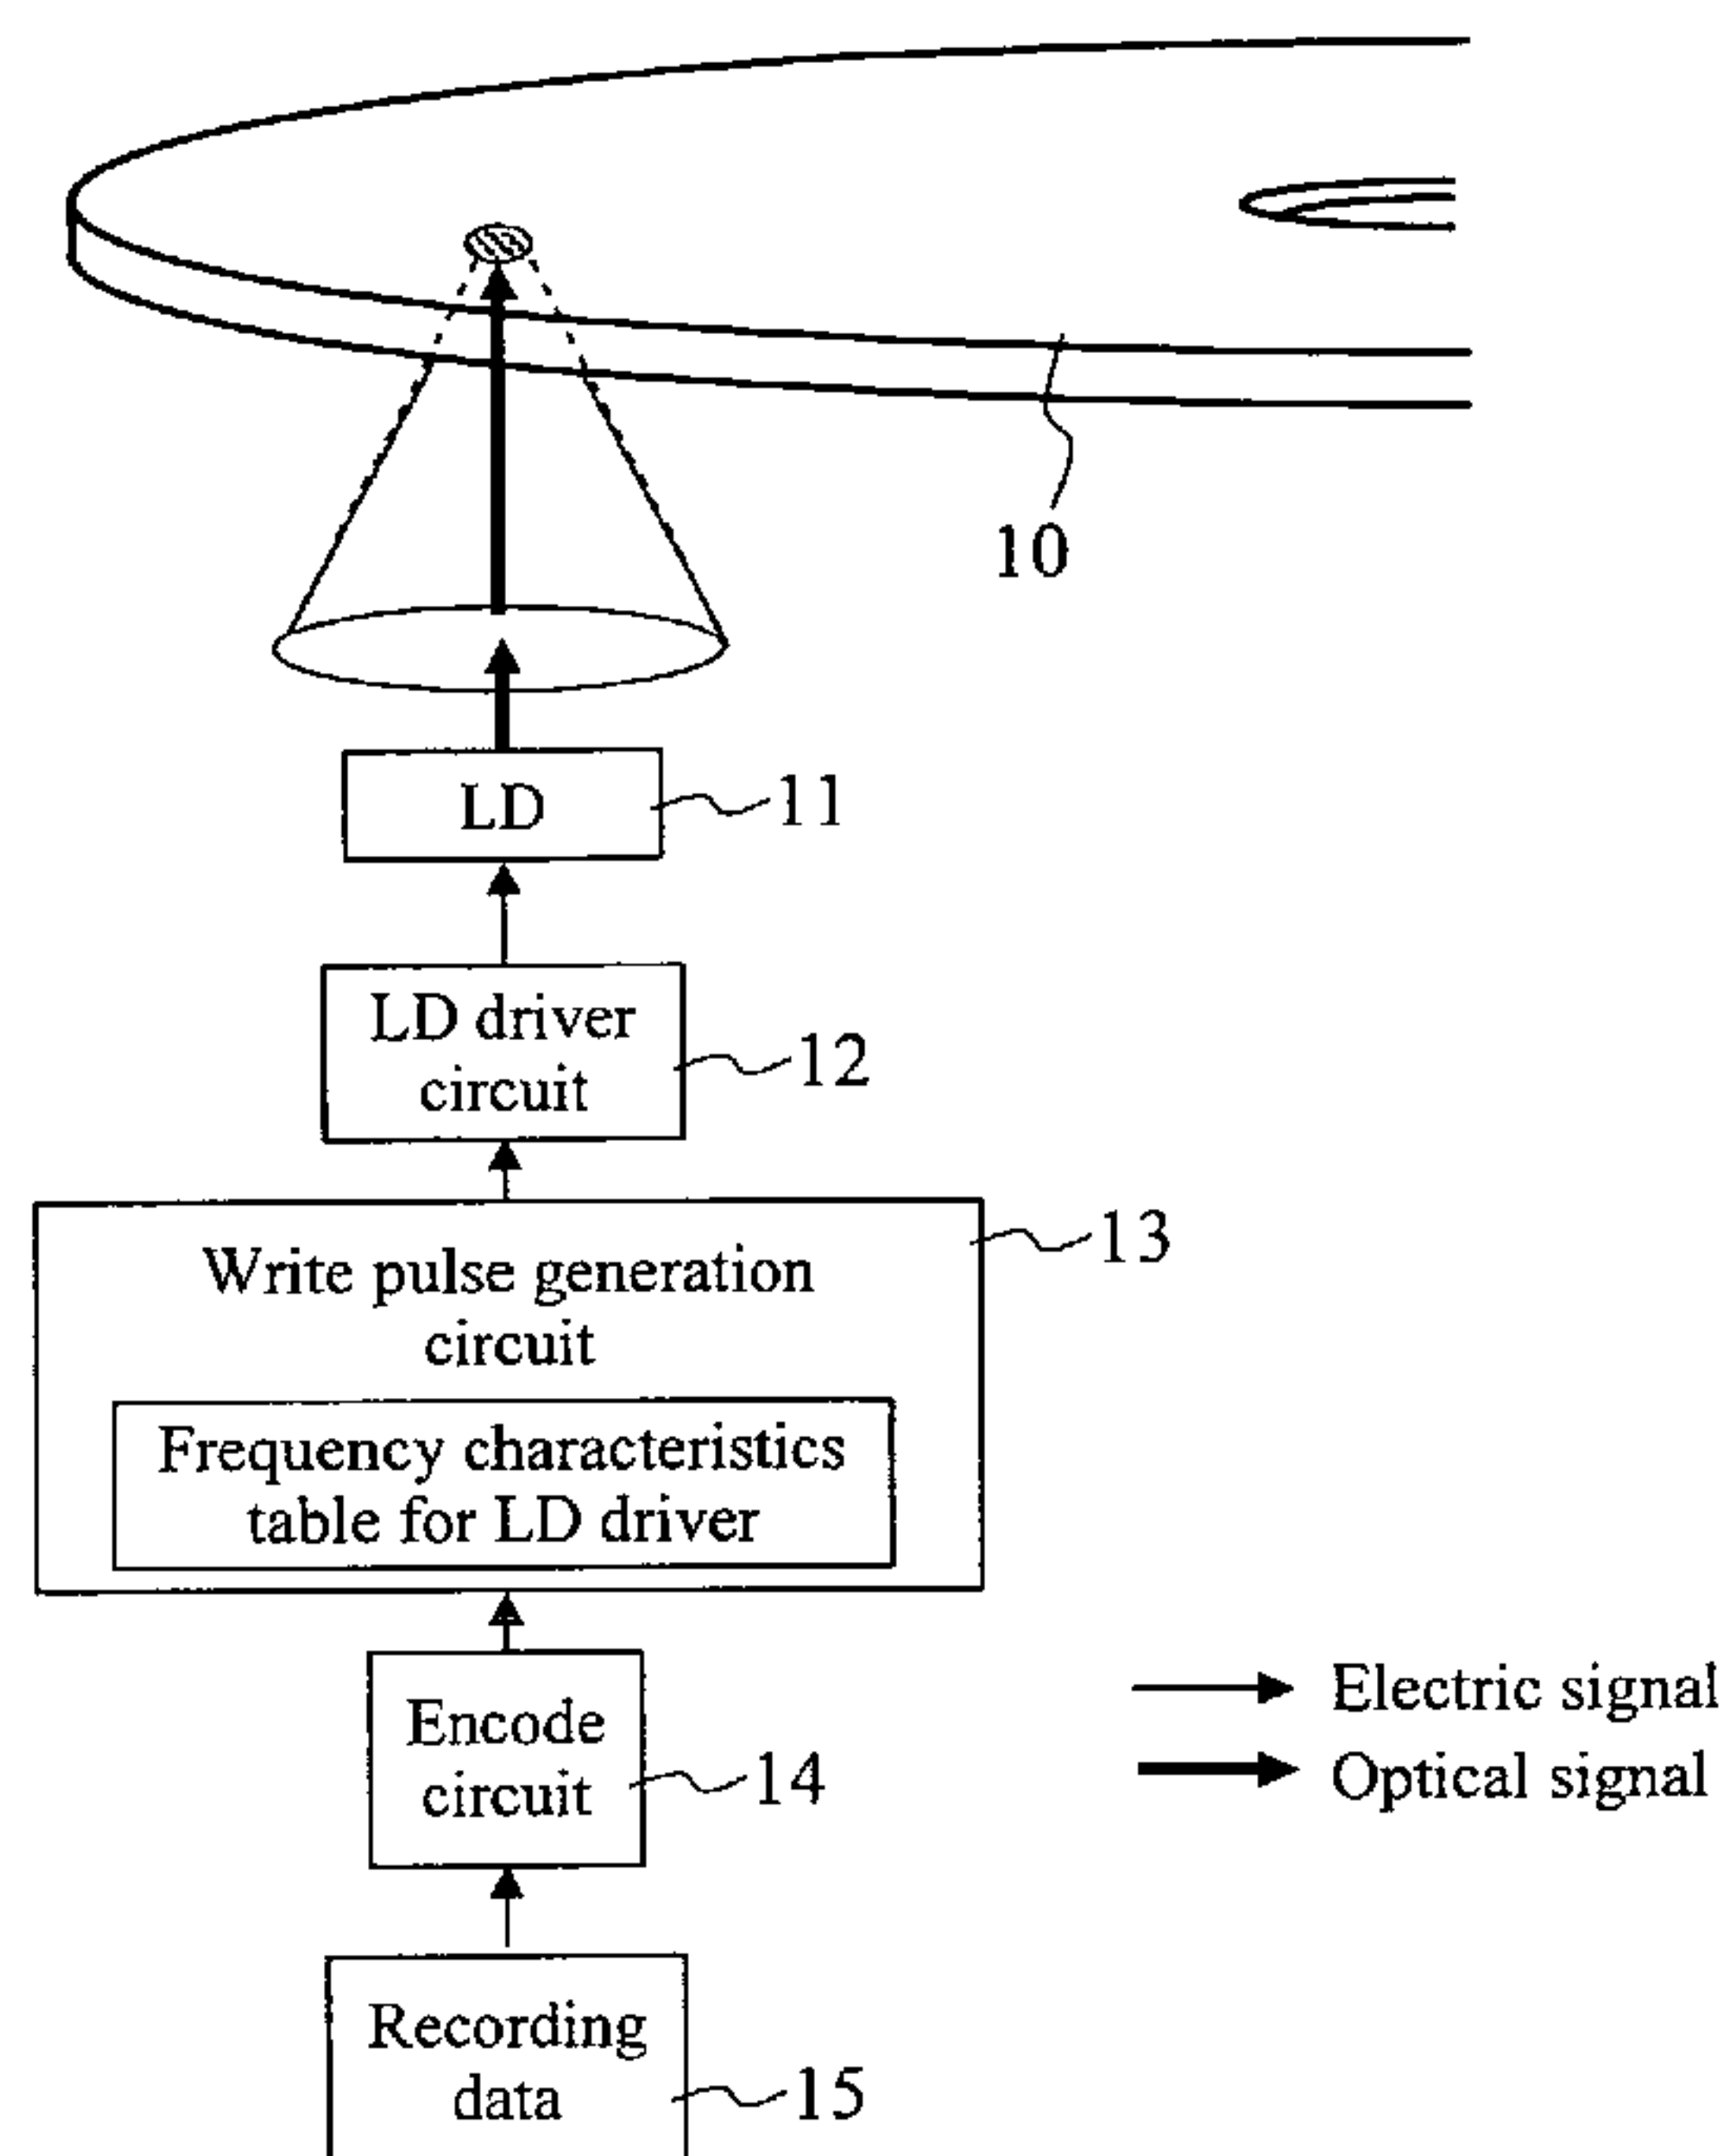 10
LD
11
LD driver
circuit
12
13
Write pulse generation
circuit
Frequency characteristics
table for LD driver
Encode
circuit
14
Electric signal
Optical signal
Recording
data
15